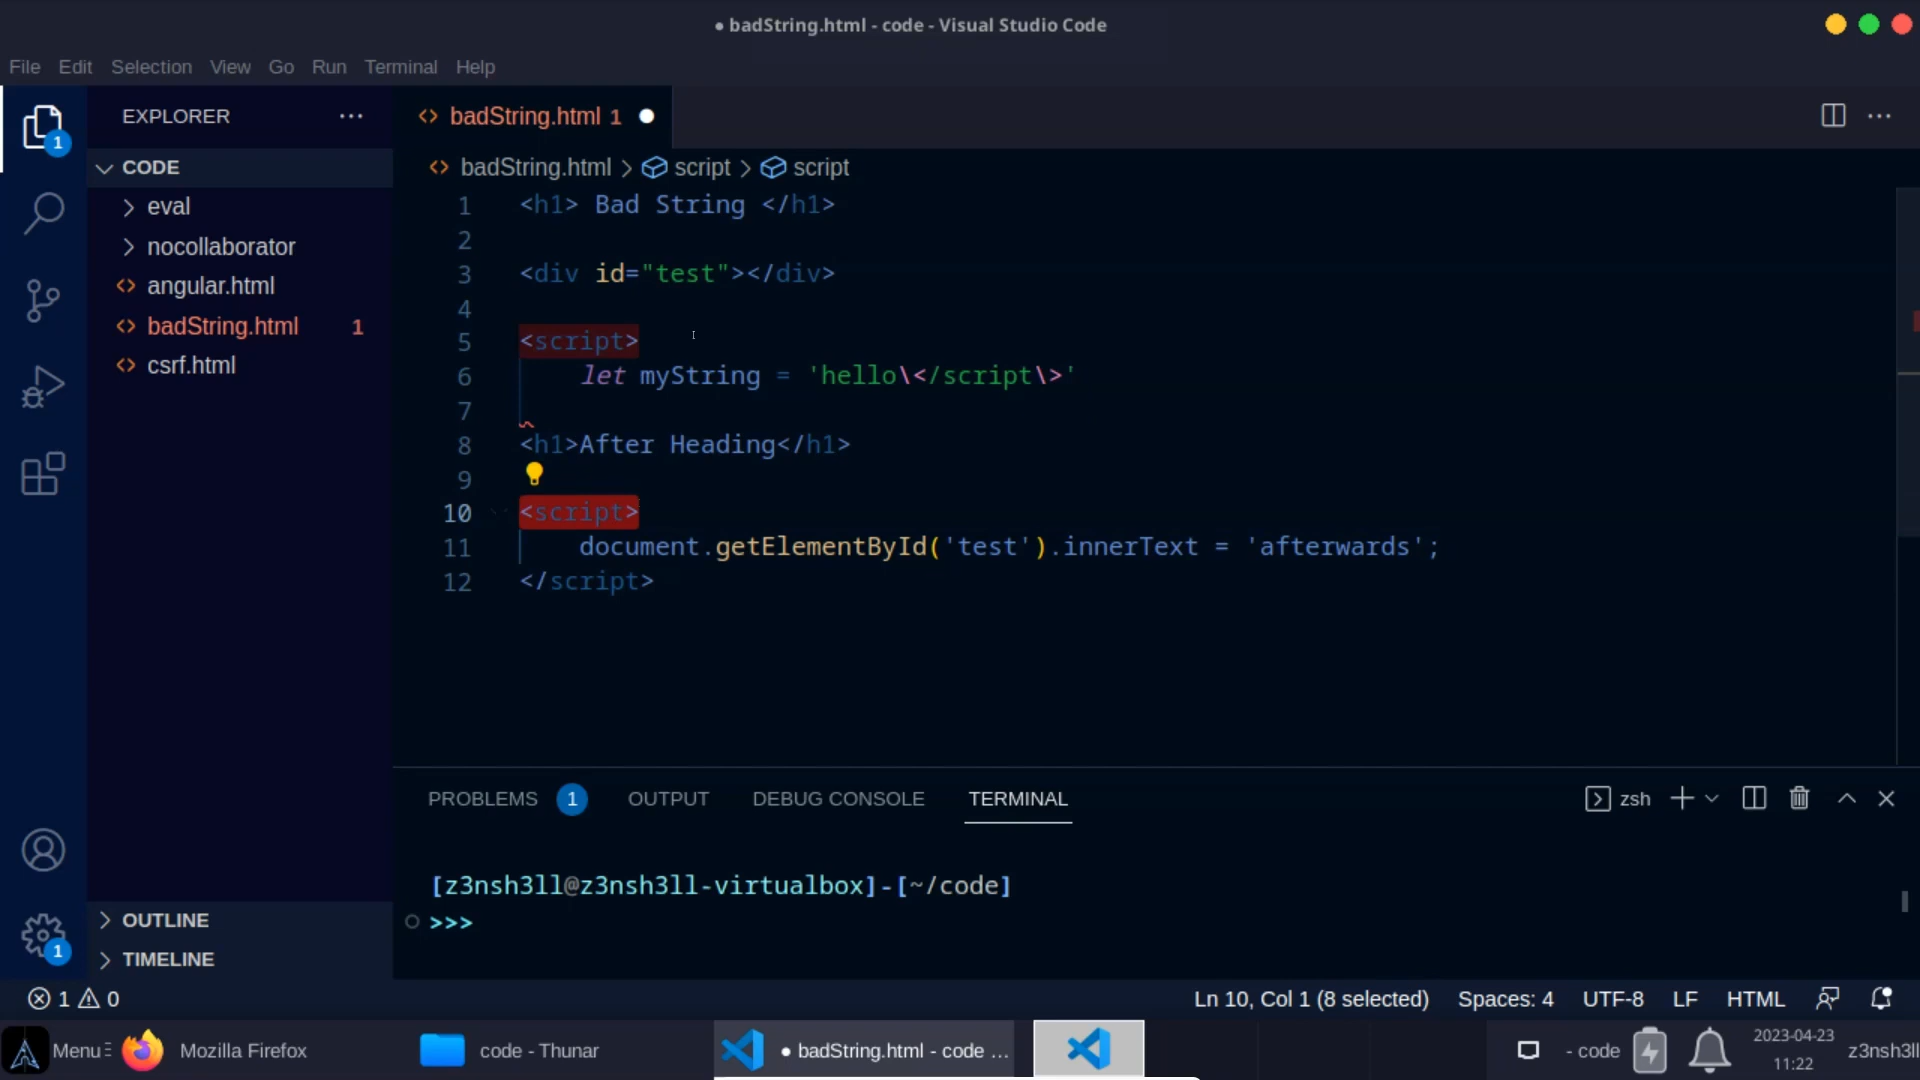 ● badString.html - code - Visual Studio Code
File Edit Selection View Go Run Terminal Help
EXPLORER ...
badString.html 1
1
CODE
badString.html > script > script
eval
nocollaborator
angular.html
badString.html 1
csrf.html
1 <h1> Bad String </h1>
2
3 <div id="test"></div>
4
5 <script>
6 let myString = 'hello\</script\>'
7
8 <h1>After Heading</h1>
9
10 <script>
11 document.getElementById('test').innerText = 'afterwards';
12 </script>
PROBLEMS 1 OUTPUT DEBUG CONSOLE TERMINAL
zsh
[z3nsh3ll@z3nsh3ll-virtualbox]-[~/code]
>>>
OUTLINE
1
TIMELINE
1 0
Ln 10, Col 1 (8 selected) Spaces: 4 UTF-8 LF HTML
Menu Mozilla Firefox code - Thunar ● badString.html - code ... - code 2023-04-23 z3nsh3ll
11:22